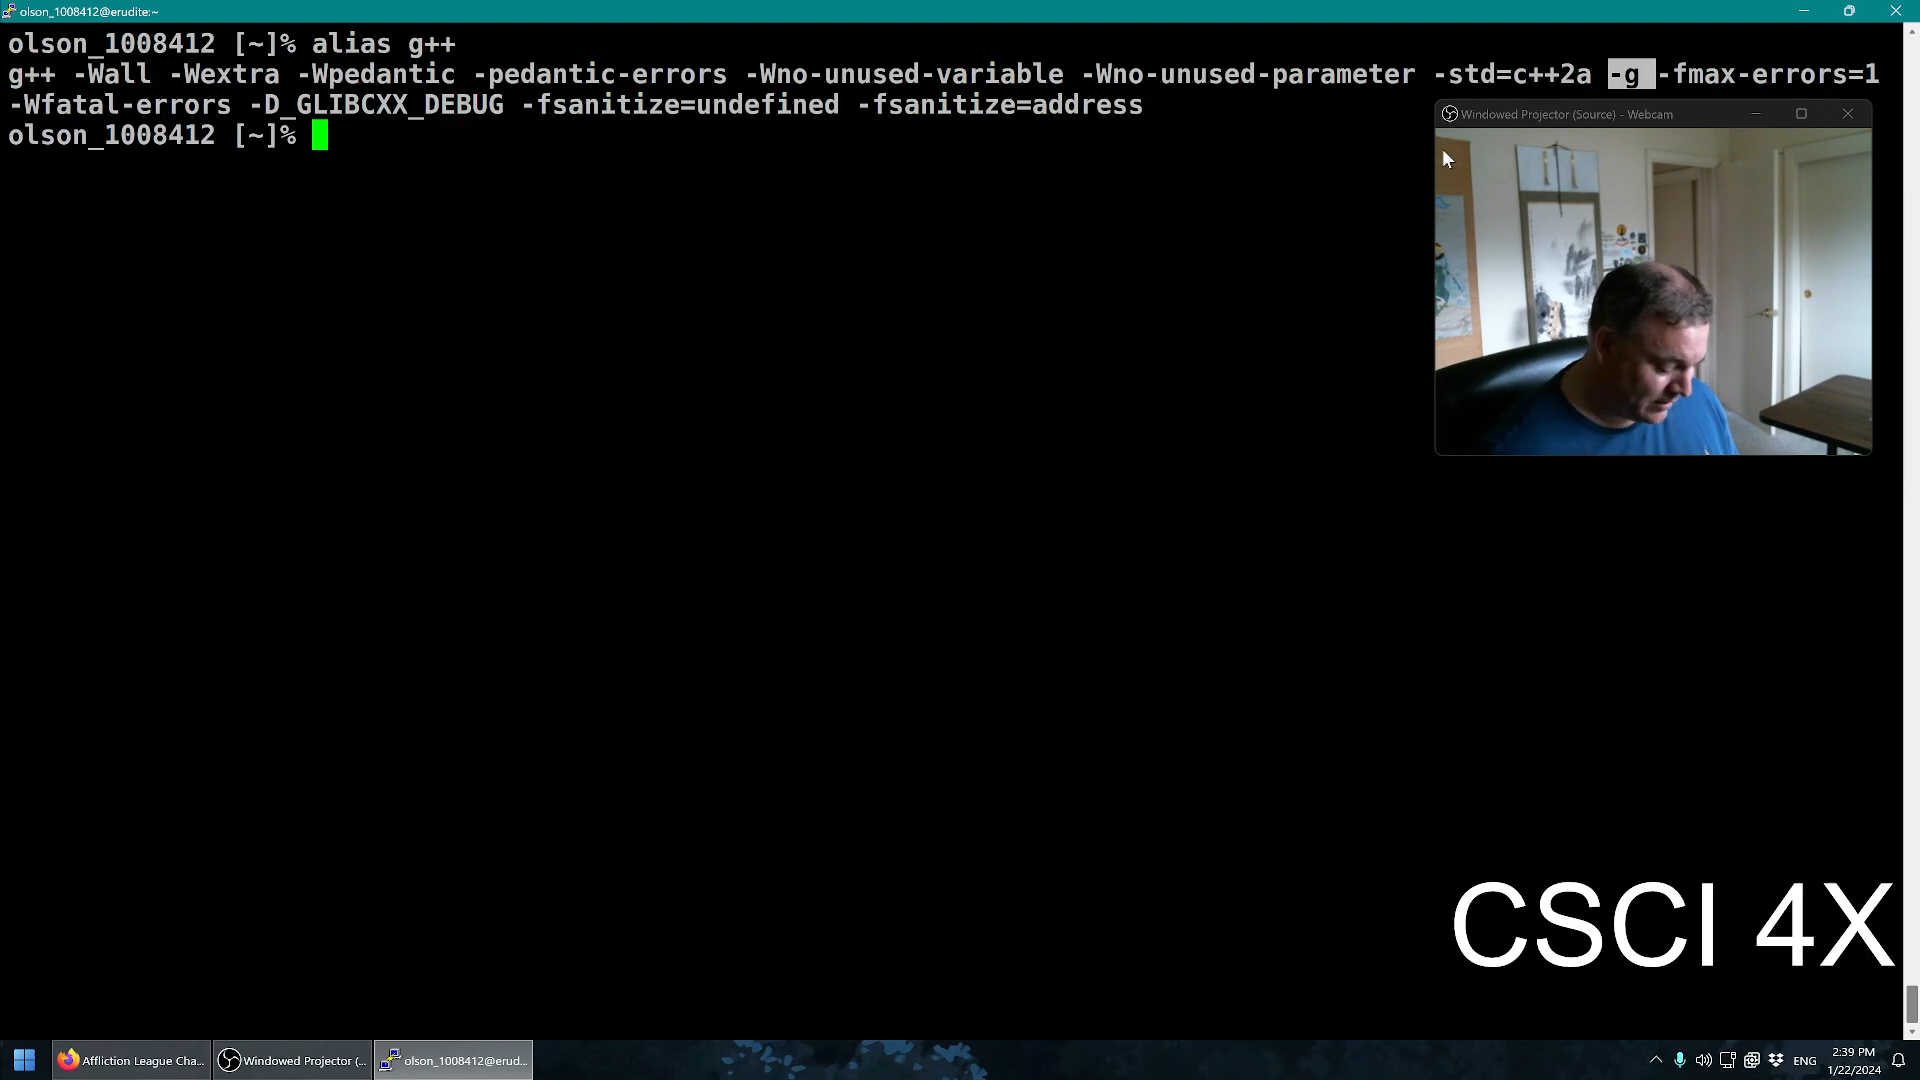 olson_1008412@erudite:~
olson_1008412 [~]% alias g++
g++ -Wall -Wextra -Wpedantic -pedantic-errors -Wno-unused-variable -Wno-unused-parameter -std=c++2a -g -fmax-errors=1
-Wfatal-errors -D_GLIBCXX_DEBUG -fsanitize=undefined -fsanitize=address
olson_1008412 [~]%
Windowed Projector (Source) - Webcam
CSCI 4X
Affliction League Cha...
Windowed Projector (...
olson_1008412@erud...
ENG
2:39 PM
1/22/2024